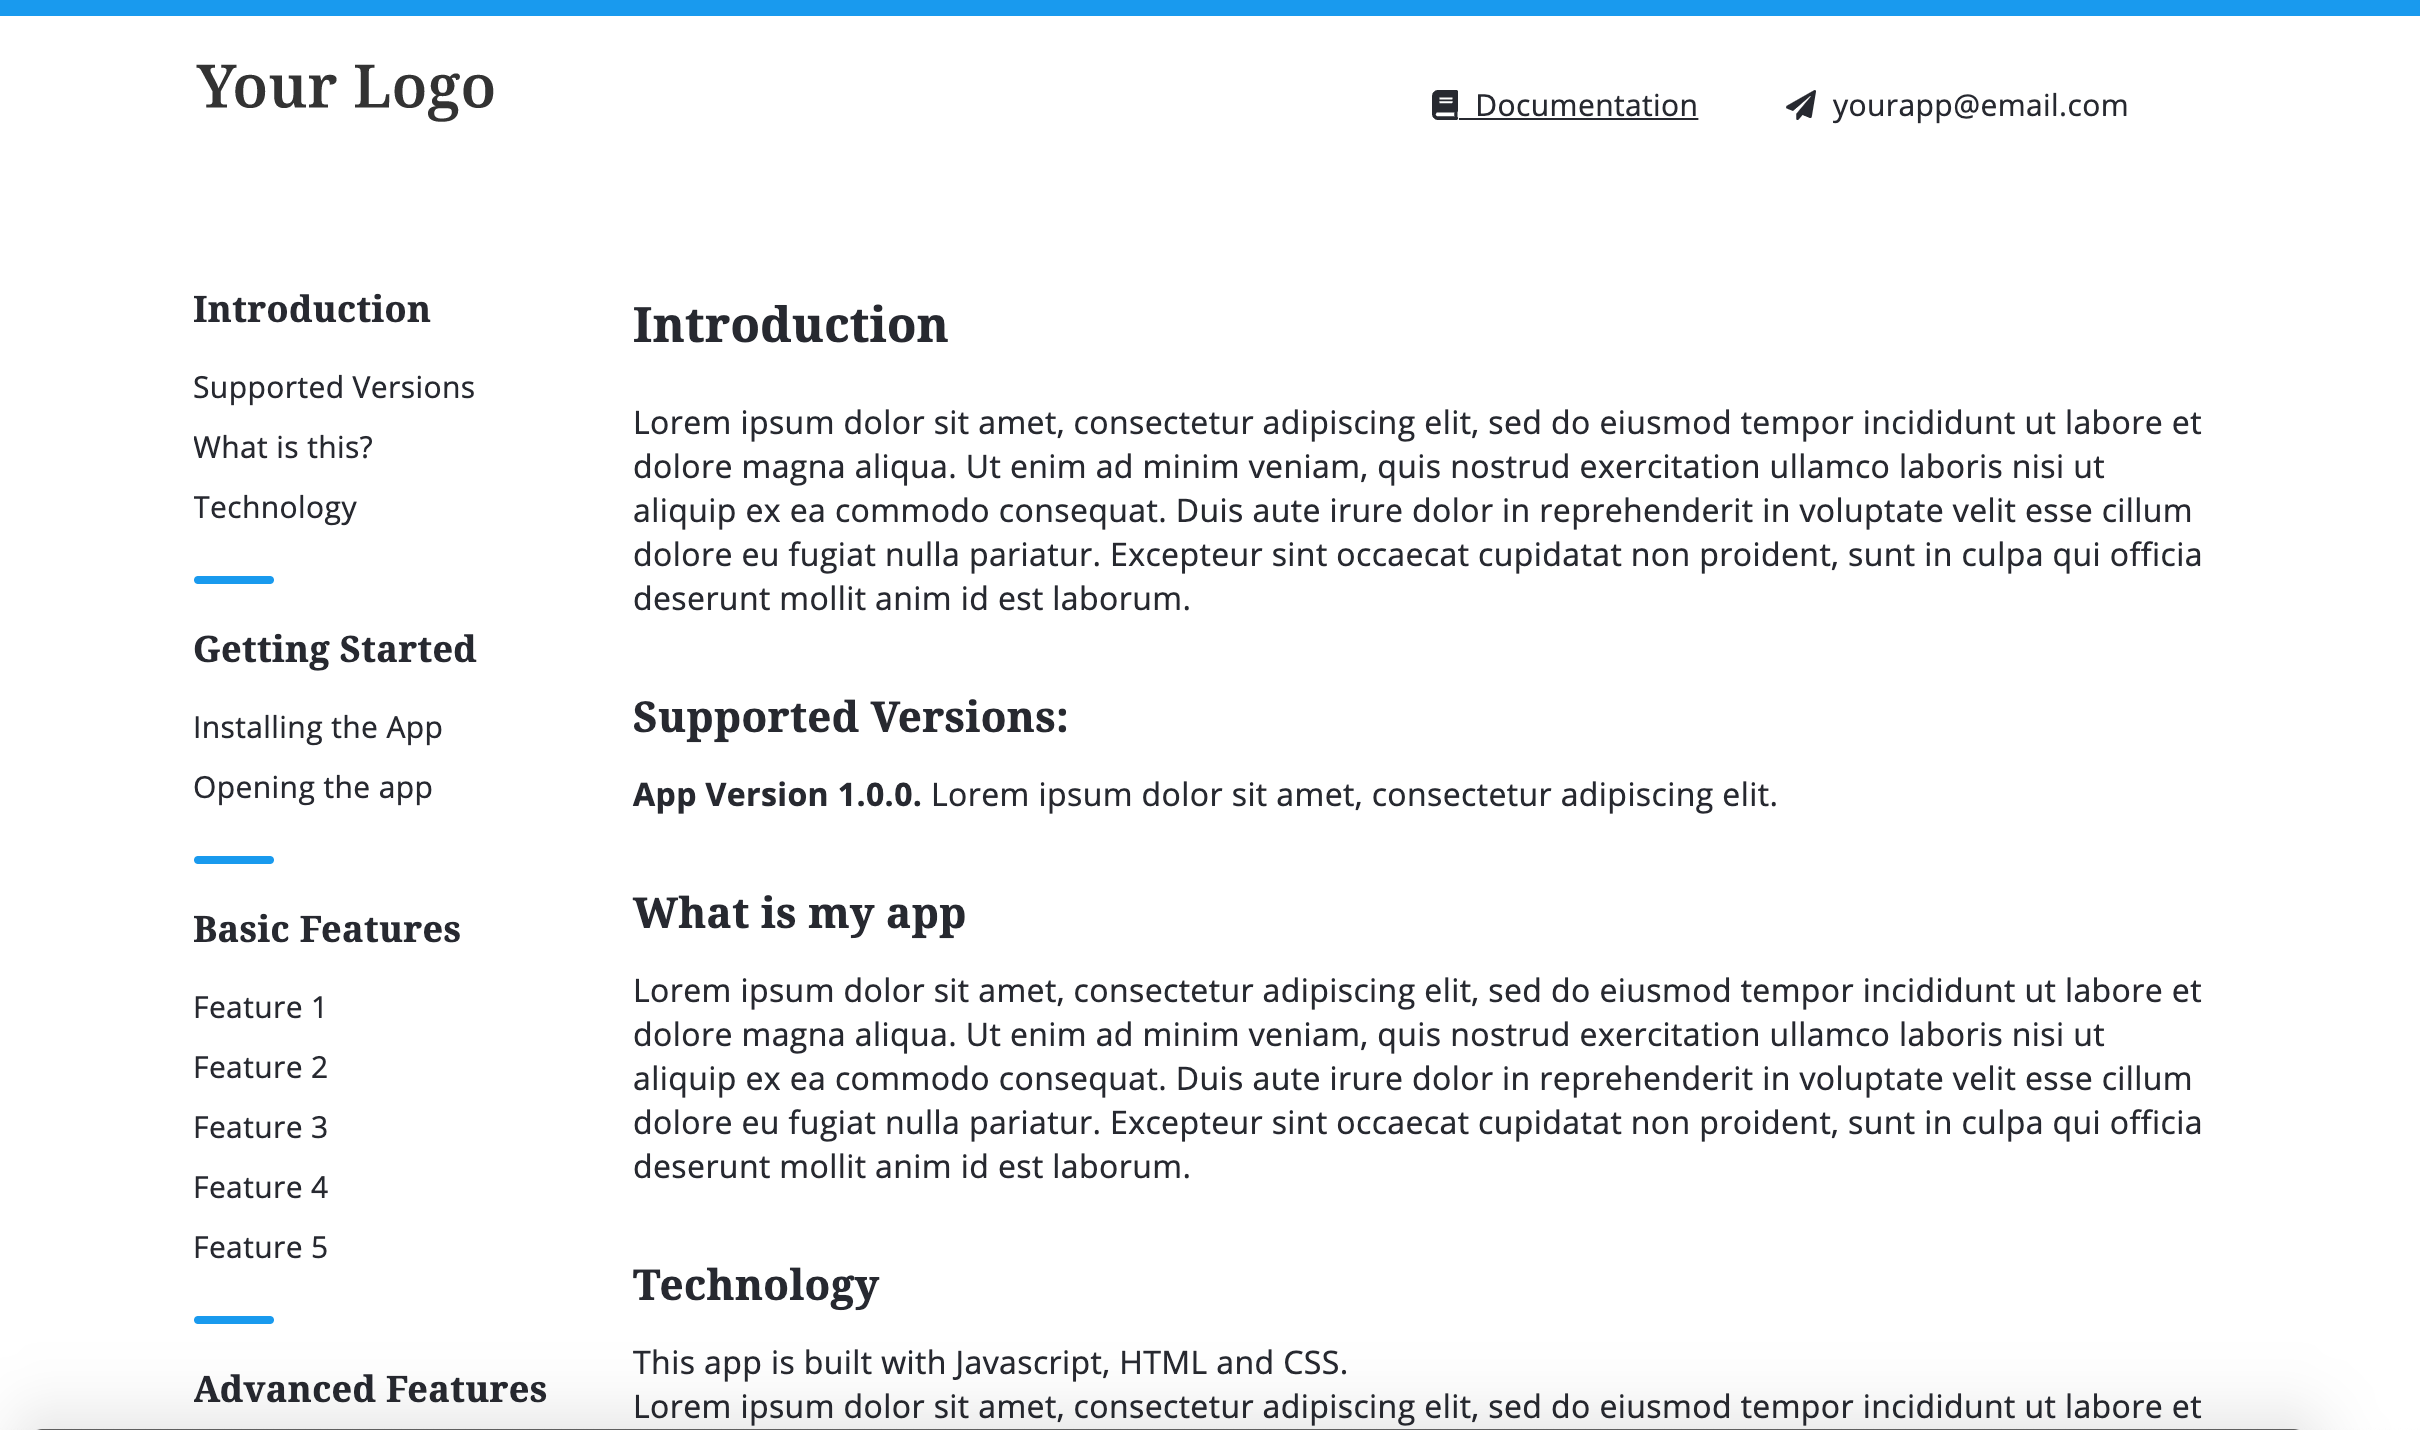 Your Logo
Documentation
yourapp@email.com
Introduction
Supported Versions
What is this?
Technology
Getting Started
Installing the App
Opening the app
Basic Features
Feature 1
Feature 2
Feature 3
Feature 4
Feature 5
Advanced Features
Introduction
Lorem ipsum dolor sit amet, consectetur adipiscing elit, sed do eiusmod tempor incididunt ut labore et
dolore magna aliqua. Ut enim ad minim veniam, quis nostrud exercitation ullamco laboris nisi ut
aliquip ex ea commodo consequat. Duis aute irure dolor in reprehenderit in voluptate velit esse cillum
dolore eu fugiat nulla pariatur. Excepteur sint occaecat cupidatat non proident, sunt in culpa qui officia
deserunt mollit anim id est laborum.
Supported Versions:
App Version 1.0.0. Lorem ipsum dolor sit amet, consectetur adipiscing elit.
What is my app
Lorem ipsum dolor sit amet, consectetur adipiscing elit, sed do eiusmod tempor incididunt ut labore et
dolore magna aliqua. Ut enim ad minim veniam, quis nostrud exercitation ullamco laboris nisi ut
aliquip ex ea commodo consequat. Duis aute irure dolor in reprehenderit in voluptate velit esse cillum
dolore eu fugiat nulla pariatur. Excepteur sint occaecat cupidatat non proident, sunt in culpa qui officia
deserunt mollit anim id est laborum.
Technology
This app is built with Javascript, HTML and CSS.
Lorem ipsum dolor sit amet, consectetur adipiscing elit, sed do eiusmod tempor incididunt ut labore et